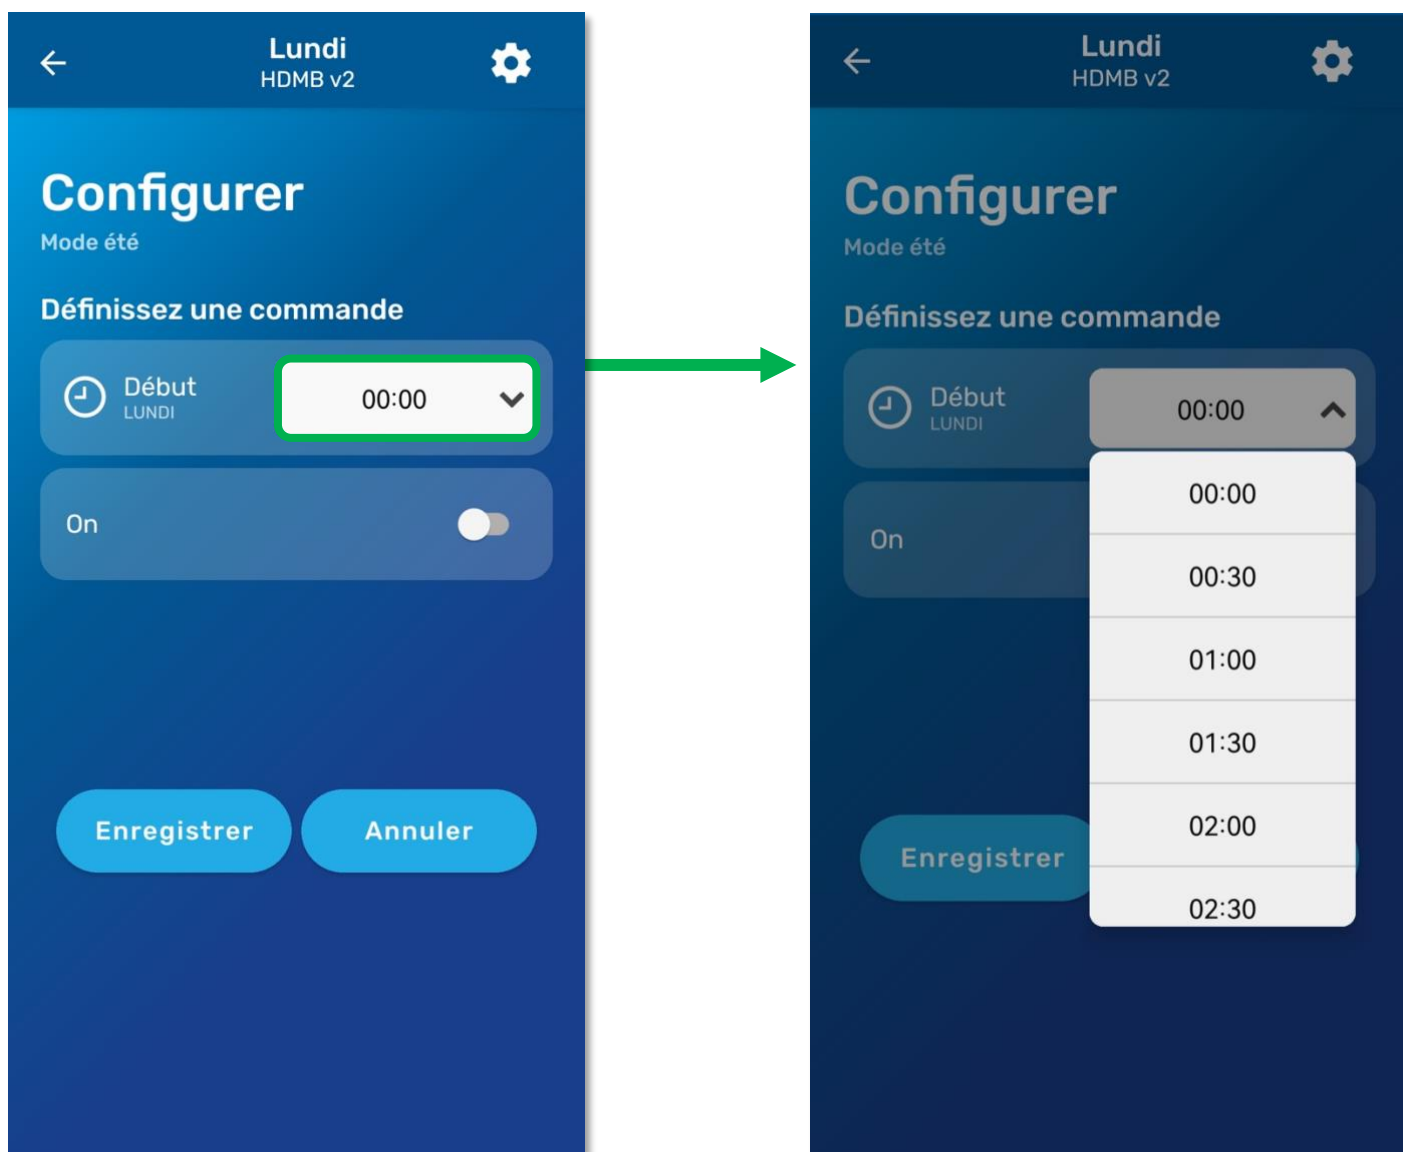 Lundi
HDMB v2
Configurer
Mode été
Définissez une commande
Début
LUNDI
00:00
On
Enregistrer
Annuler
Lundi
HDMB v2
Configurer
Mode été
Définissez une commande
Début
LUNDI
00:00
On
00:00
00:30
01:00
01:30
02:00
02:30
Enregistrer